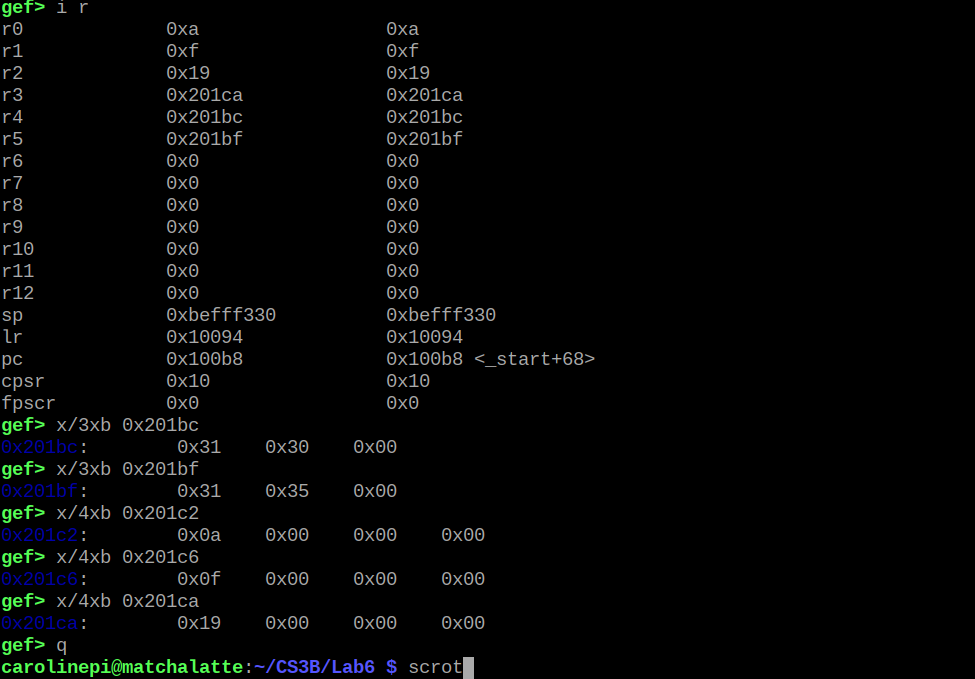 gef> i r
r0             0xa                 0xa
r1             0xf                 0xf
r2             0x19                0x19
r3             0x201ca             0x201ca
r4             0x201bc             0x201bc
r5             0x201bf             0x201bf
r6             0x0                 0x0
r7             0x0                 0x0
r8             0x0                 0x0
r9             0x0                 0x0
r10            0x0                 0x0
r11            0x0                 0x0
r12            0x0                 0x0
sp             0xbefff330          0xbefff330
lr             0x10094             0x10094
pc             0x100b8             0x100b8 <_start+68>
cpsr           0x10                0x10
fpscr          0x0                 0x0
gef> x/3xb 0x201bc
0x201bc:        0x31    0x30    0x00
gef> x/3xb 0x201bf
0x201bf:        0x31    0x35    0x00
gef> x/4xb 0x201c2
0x201c2:        0x0a    0x00    0x00    0x00
gef> x/4xb 0x201c6
0x201c6:        0x0f    0x00    0x00    0x00
gef> x/4xb 0x201ca
0x201ca:        0x19    0x00    0x00    0x00
gef> q
carolinepi@matchalatte:~/CS3B/Lab6 $ scrot